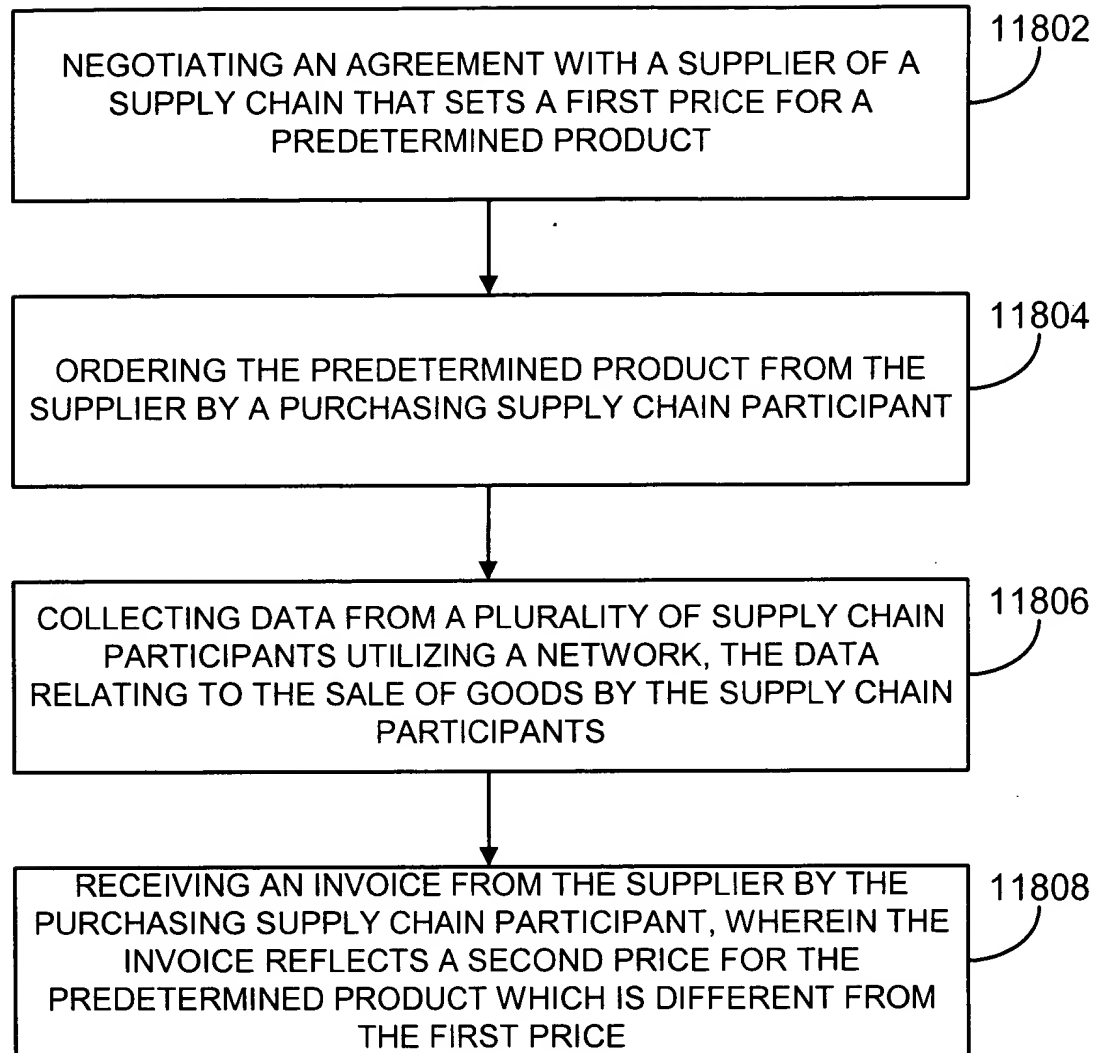 11802
NEGOTIATING AN AGREEMENT WITH A SUPPLIER OF A
SUPPLY CHAIN THAT SETS A FIRST PRICE FOR A
PREDETERMINED PRODUCT
11804
ORDERING THE PREDETERMINED PRODUCT FROM THE
SUPPLIER BY A PURCHASING SUPPLY CHAIN PARTICIPANT
11806
COLLECTING DATA FROM A PLURALITY OF SUPPLY CHAIN
PARTICIPANTS UTILIZING A NETWORK, THE DATA
RELATING TO THE SALE OF GOODS BY THE SUPPLY CHAIN
PARTICIPANTS
11808
RECEIVING AN INVOICE FROM THE SUPPLIER BY THE
PURCHASING SUPPLY CHAIN PARTICIPANT, WHEREIN THE
INVOICE REFLECTS A SECOND PRICE FOR THE
PREDETERMINED PRODUCT WHICH IS DIFFERENT FROM
THE FIRST PRICE